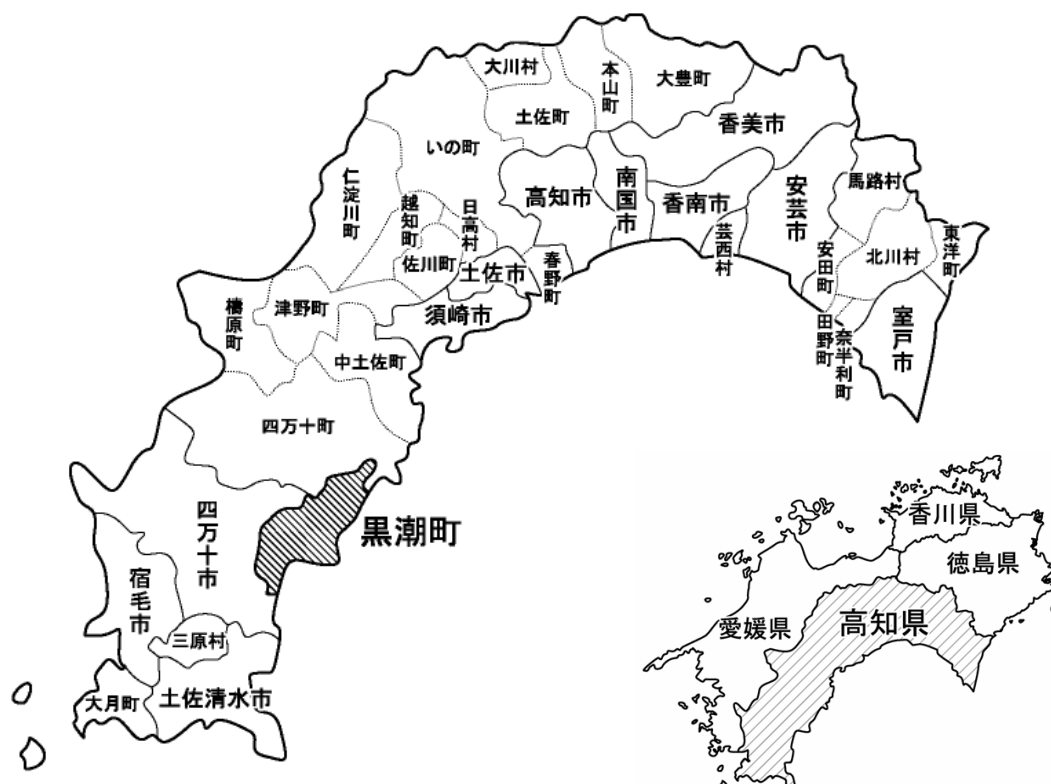 大川村
本山町
大豊町
土佐町
香美市
いの町
仁淀川町
高知市
南国市
香南市
安芸市
馬路村
越知町
日高村
芸西村
東洋町
佐川町
土佐市
春野町
安田町
北川村
檮原町
津野町
須崎市
田野町
奈半利町
室戸市
中土佐町
四万十町
四万十市
黒潮町
宿毛市
三原村
大月町
土佐清水市
香川県
徳島県
愛媛県
高知県